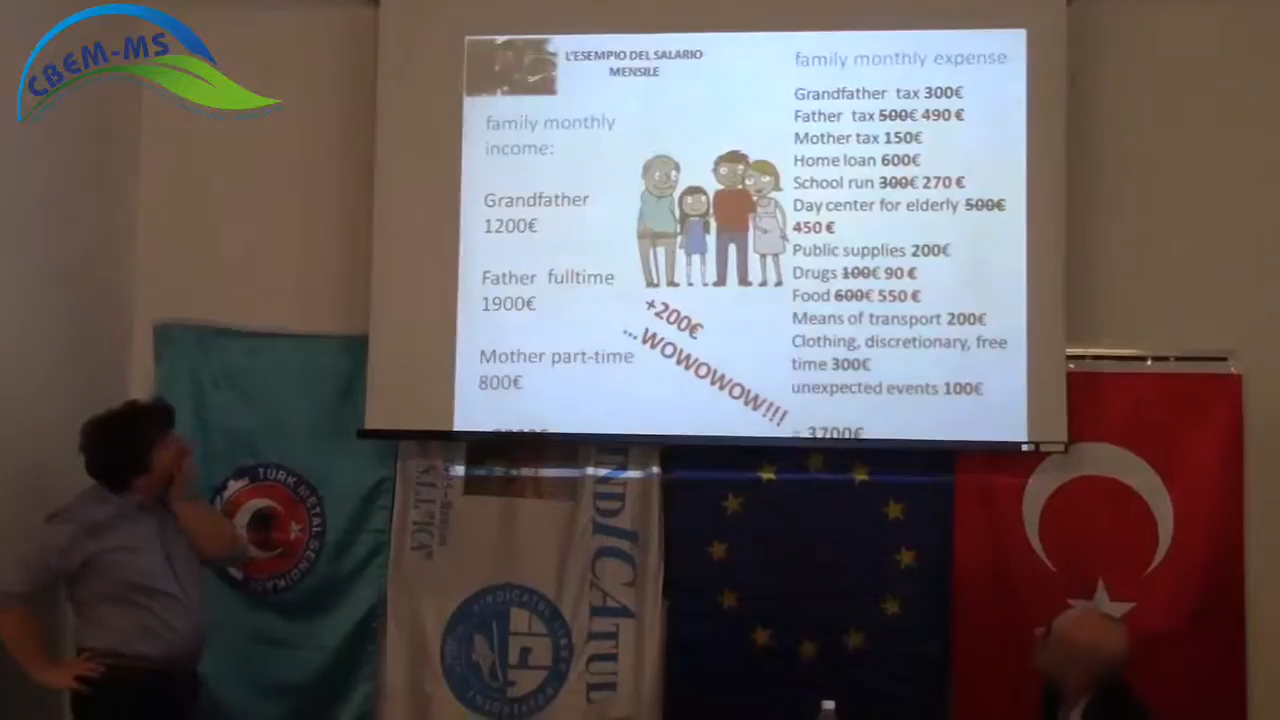 CBEM-MS
L'ESEMPIO DEL SALARIO
MENSILE
family monthly
income:
Grandfather
1200€
Father fulltime
1900€
Mother part-time
800€
+200€
...WOWOWOW!!!
family monthly expense
Grandfather tax 300€
Father tax 500€ 490 €
Mother tax 150€
Home loan 600€
School run 300€ 270 €
Day center for elderly 500€
450 €
Public supplies 200€
Drugs 100€ 90 €
Food 600€ 550 €
Means of transport 200€
Clothing, discretionary, free
time 300€
unexpected events 100€
= 3700€
TÜRK METAL SENDİKASI